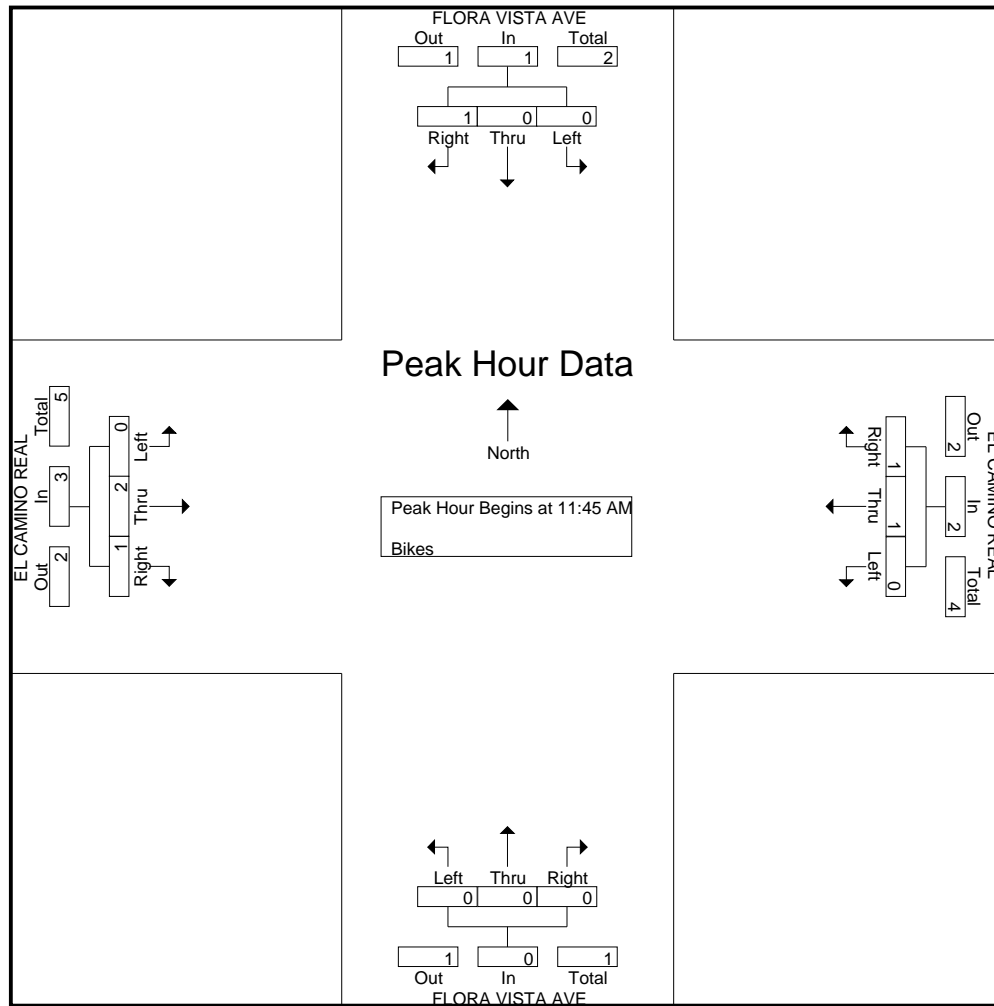 FLORA VISTA AVE
Out In Total
1 1 2
1 0 0
Right Thru Left
Peak Hour Data
North
Peak Hour Begins at 11:45 AM
Bikes
EL CAMINO REAL
Out In Total
2 3 5
1 2 0
Right Thru Left
EL CAMINO REAL
Out In Total
2 2 4
1 1 0
Right Thru Left
Left Thru Right
0 0 0
1 0 1
Out In Total
FLORA VISTA AVE